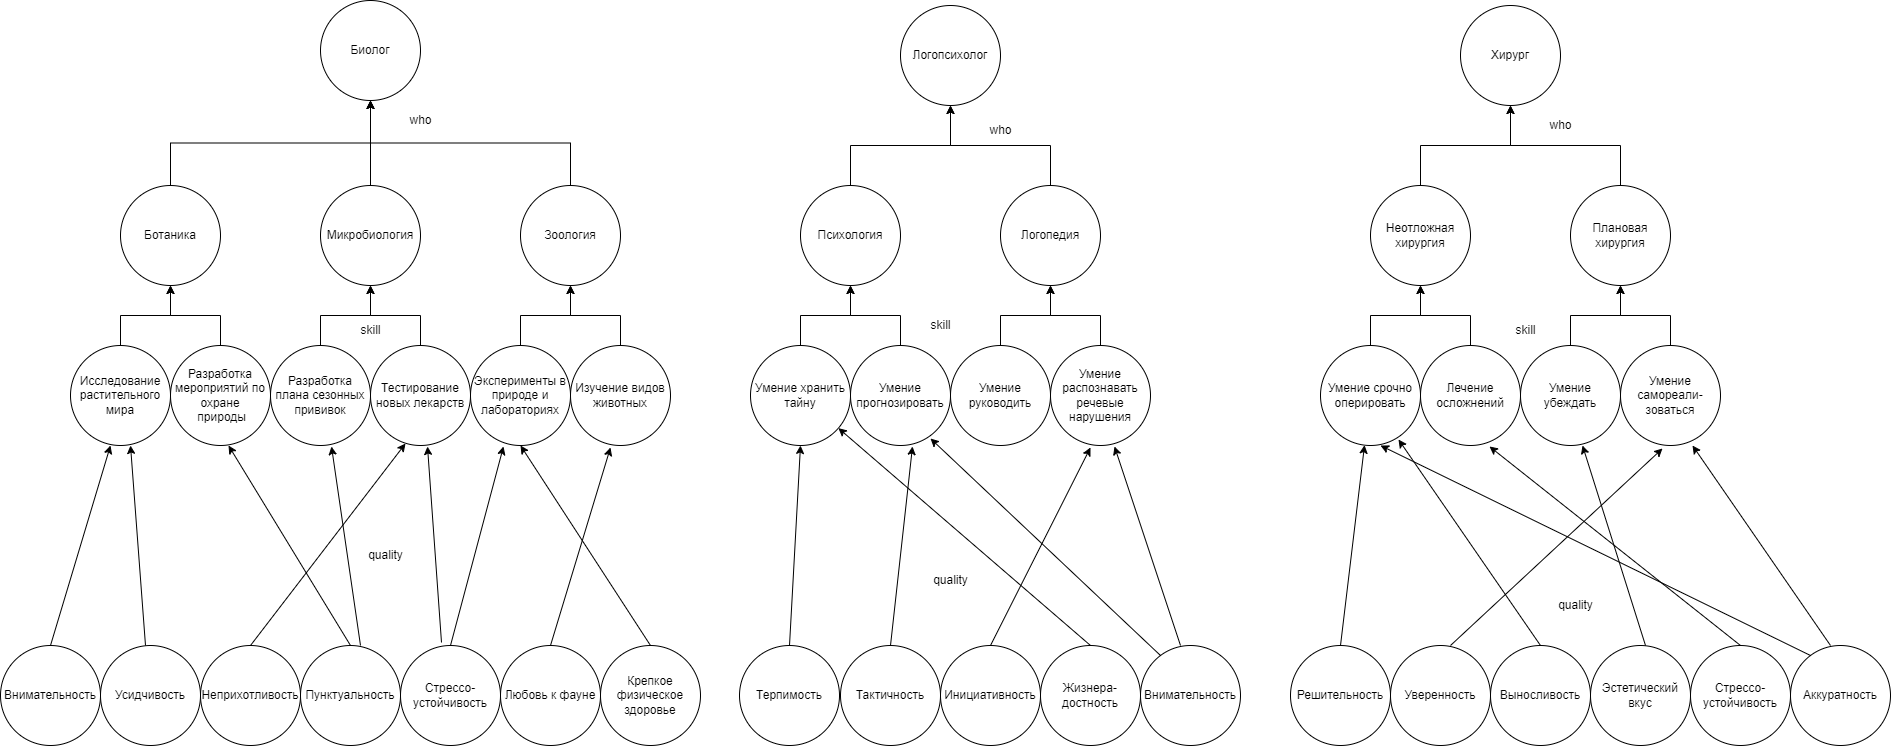 Биолог
Логопсихолог
Хирург
who
who
who
Ботаника
Микробиология
Зоология
Психология
Логопедия
Неотложная
хирургия
Плановая
хирургия
skill
skill
skill
Исследование
растительного
мира
Разработка
мероприятий по
охране
природы
Разработка
плана сезонных
прививок
Тестирование
новых лекарств
Эксперименты в
природе и
лабораториях
Изучение видов
животных
Умение хранить
тайну
Умение
прогнозировать
Умение
руководить
Умение
распознавать
речевые
нарушения
Умение срочно
оперировать
Лечение
осложнений
Умение
убеждать
Умение
самореали-
зоваться
quality
quality
quality
Внимательность
Усидчивость
Неприхотливость
Пунктуальность
Стрессо-
устойчивость
Любовь к фауне
Крепкое
физическое
здоровье
Терпимость
Тактичность
Инициативность
Жизнера-
достность
Внимательность
Решительность
Уверенность
Выносливость
Эстетический
вкус
Стрессо-
устойчивость
Аккуратность